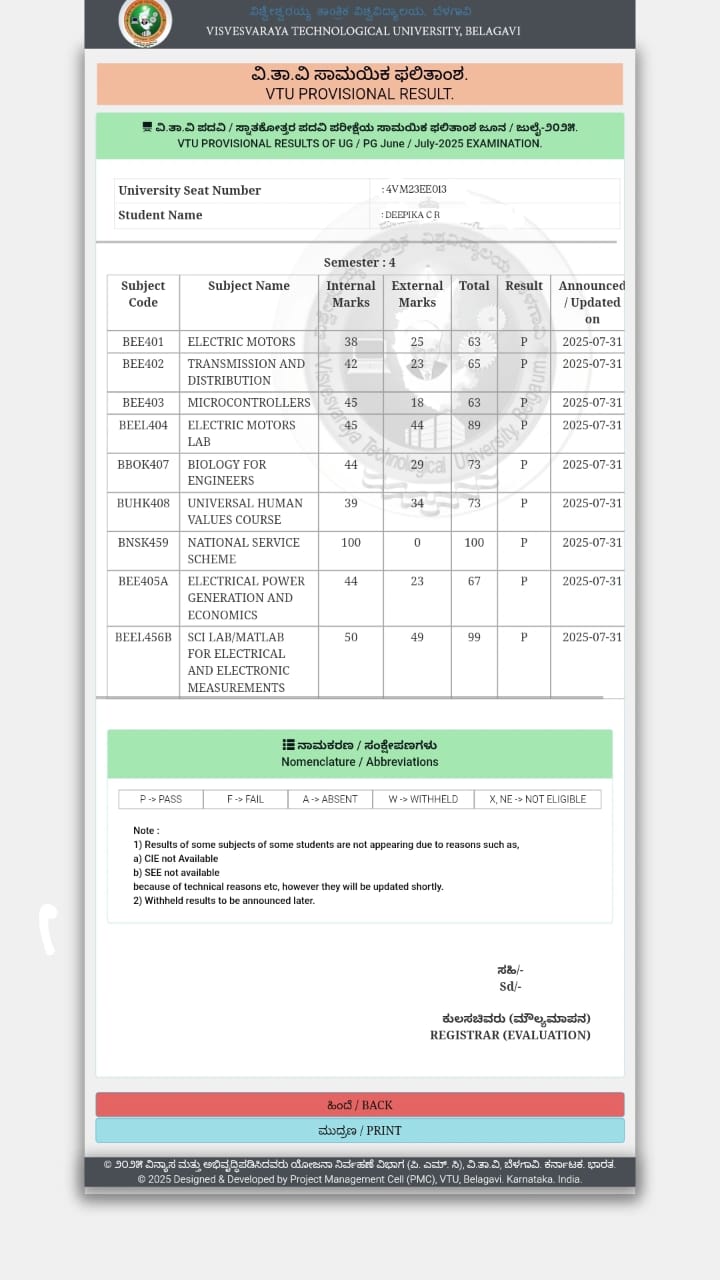 ವಿಶ್ವೇಶ್ವರಯ್ಯ ತಾಂತ್ರಿಕ ವಿಶ್ವವಿದ್ಯಾಲಯ, ಬೆಳಗಾವಿ
VISVESVARAYA TECHNOLOGICAL UNIVERSITY, BELAGAVI
ವಿ.ತಾ.ವಿ ಸಾಮಯಿಕ ಫಲಿತಾಂಶ.
VTU PROVISIONAL RESULT.
ವಿ.ತಾ.ವಿ ಪದವಿ / ಸ್ನಾತಕೋತ್ತರ ಪದವಿ ಪರೀಕ್ಷೆಯ ಸಾಮಯಿಕ ಫಲಿತಾಂಶ ಜೂನ / ಜುಲೈ-೨೦೨೫.
VTU PROVISIONAL RESULTS OF UG / PG June / July-2025 EXAMINATION.
University Seat Number : 4VM23EE013
Student Name : DEEPIKA C R
Semester : 4
Subject Code Subject Name Internal Marks External Marks Total Result Announced / Updated on
BEE401 ELECTRIC MOTORS 38 25 63 P 2025-07-31
BEE402 TRANSMISSION AND DISTRIBUTION 42 23 65 P 2025-07-31
BEE403 MICROCONTROLLERS 45 18 63 P 2025-07-31
BEEL404 ELECTRIC MOTORS LAB 45 44 89 P 2025-07-31
BBOK407 BIOLOGY FOR ENGINEERS 44 29 73 P 2025-07-31
BUHK408 UNIVERSAL HUMAN VALUES COURSE 39 34 73 P 2025-07-31
BNSK459 NATIONAL SERVICE SCHEME 100 0 100 P 2025-07-31
BEE405A ELECTRICAL POWER GENERATION AND ECONOMICS 44 23 67 P 2025-07-31
BEEL456B SCI LAB/MATLAB FOR ELECTRICAL AND ELECTRONIC MEASUREMENTS 50 49 99 P 2025-07-31
Visvesvaraya Technological University, Belgaum
ನಾಮಕರಣ / ಸಂಕ್ಷೇಪಣಗಳು
Nomenclature / Abbreviations
P -> PASS F -> FAIL A -> ABSENT W -> WITHHELD X, NE -> NOT ELIGIBLE
Note :
1) Results of some subjects of some students are not appearing due to reasons such as,
a) CIE not Available
b) SEE not available
because of technical reasons etc, however they will be updated shortly.
2) Withheld results to be announced later.
ಸಹಿ/-
Sd/-
ಕುಲಸಚಿವರು (ಮೌಲ್ಯಮಾಪನ)
REGISTRAR (EVALUATION)
ಹಿಂದೆ / BACK
ಮುದ್ರಣ / PRINT
© ೨೦೨೫ ವಿನ್ಯಾಸ ಮತ್ತು ಅಭಿವೃದ್ಧಿಪಡಿಸಿದವರು ಯೋಜನಾ ನಿರ್ವಹಣೆ ವಿಭಾಗ (ಪಿ. ಎಮ್. ಸಿ), ವಿ.ತಾ.ವಿ, ಬೆಳಗಾವಿ. ಕರ್ನಾಟಕ. ಭಾರತ.
© 2025 Designed & Developed by Project Management Cell (PMC), VTU, Belagavi. Karnataka. India.